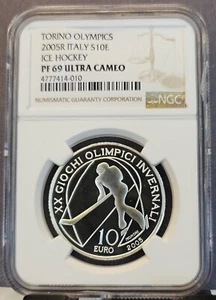 TORINO OLYMPICS
2005R ITALY S10E
ICE HOCKEY
PF 69 ULTRA CAMEO
4777414-010
NGC
NUMISMATIC GUARANTY CORPORATION
XX GIOCHI OLIMPICI INVERNALI
10
EURO
2005